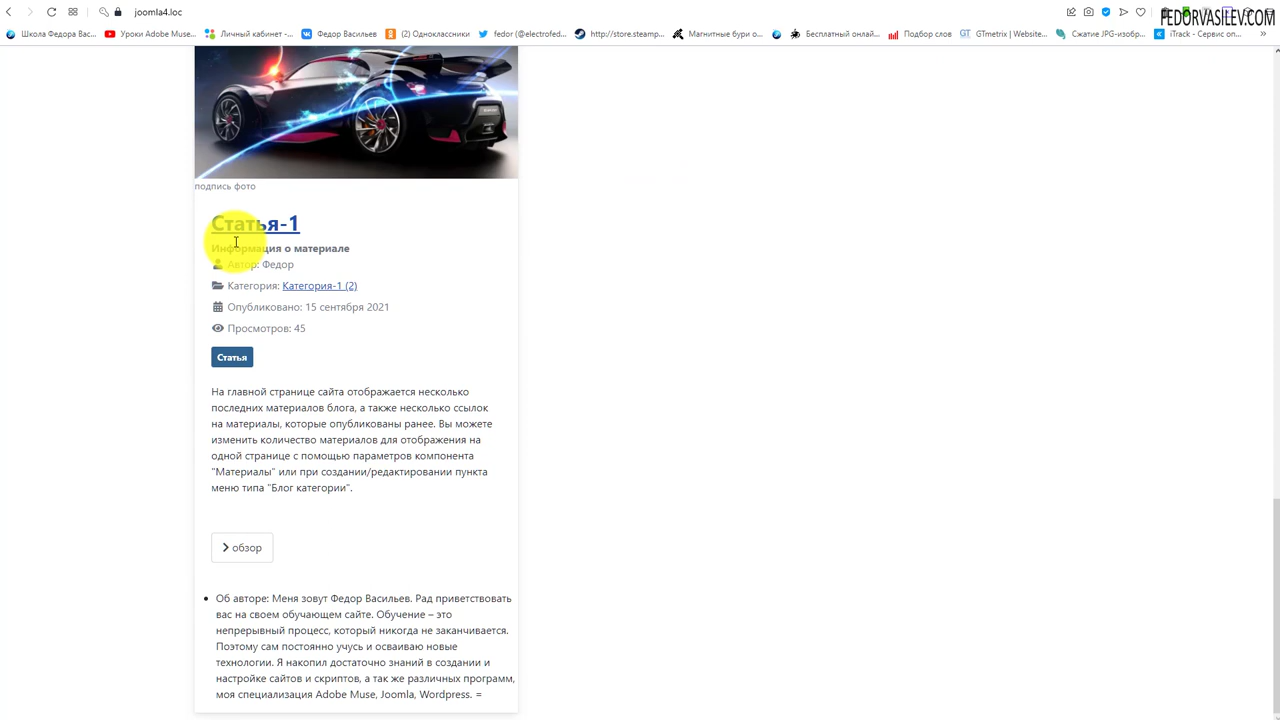 joomla4.loc
FEDORVASILEV.COM
Школа Федора Вас...
Уроки Adobe Muse...
Личный кабинет -...
Федор Васильев
(2) Одноклассники
fedor (@electrofed...
http://store.steamp...
Магнитные бури о...
Бесплатный онлай...
Подбор слов
GT GTmetrix | Website...
Сжатие JPG-изобр...
iTrack - Сервис оп...
подпись фото
Статья-1
Информация о материале
Автор: Федор
Категория: Категория-1 (2)
Опубликовано: 15 сентября 2021
Просмотров: 45
Статья
На главной странице сайта отображается несколько
последних материалов блога, а также несколько ссылок
на материалы, которые опубликованы ранее. Вы можете
изменить количество материалов для отображения на
одной странице с помощью параметров компонента
"Материалы" или при создании/редактировании пункта
меню типа "Блог категории".
обзор
Об авторе: Меня зовут Федор Васильев. Рад приветствовать
вас на своем обучающем сайте. Обучение – это
непрерывный процесс, который никогда не заканчивается.
Поэтому сам постоянно учусь и осваиваю новые
технологии. Я накопил достаточно знаний в создании и
настройке сайтов и скриптов, а так же различных программ,
моя специализация Adobe Muse, Joomla, Wordpress. =